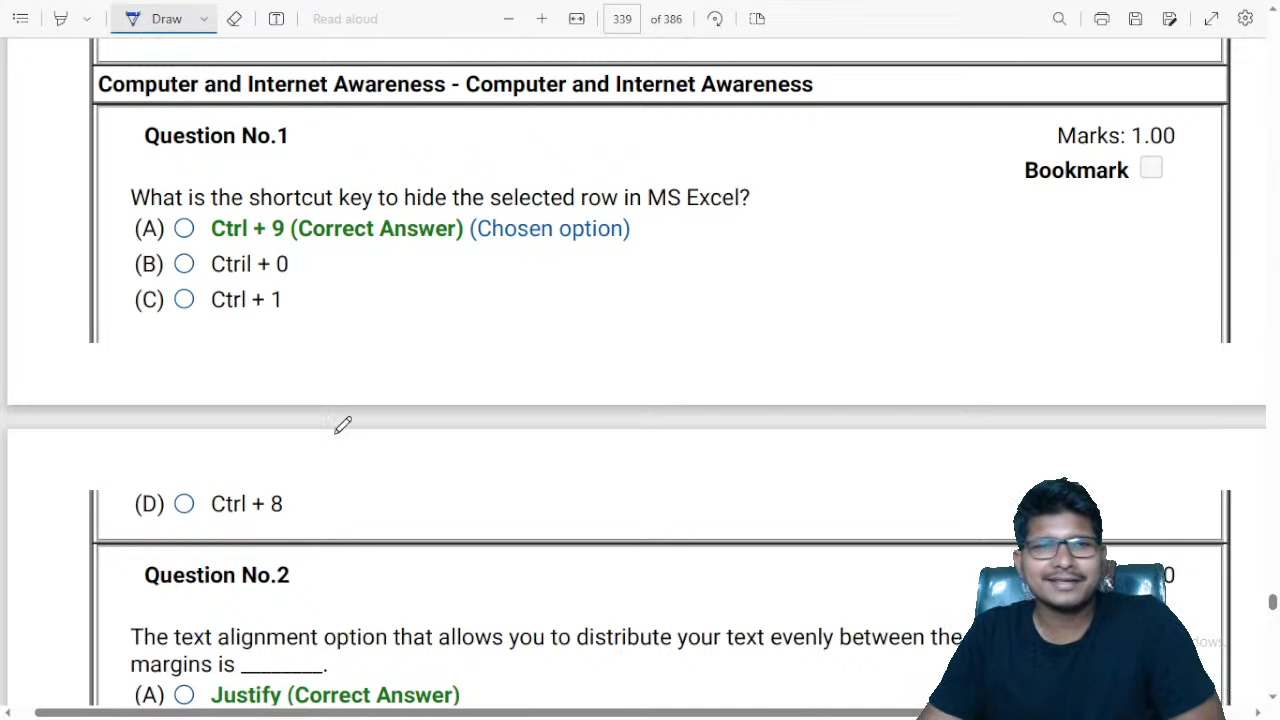 Draw
Read aloud
339 of 386
Computer and Internet Awareness - Computer and Internet Awareness
Question No.1
Marks: 1.00
Bookmark
What is the shortcut key to hide the selected row in MS Excel?
(A) Ctrl + 9 (Correct Answer) (Chosen option)
(B) Ctril + 0
(C) Ctrl + 1
(D) Ctrl + 8
Question No.2
0
The text alignment option that allows you to distribute your text evenly between the
margins is ________.
(A) Justify (Correct Answer)